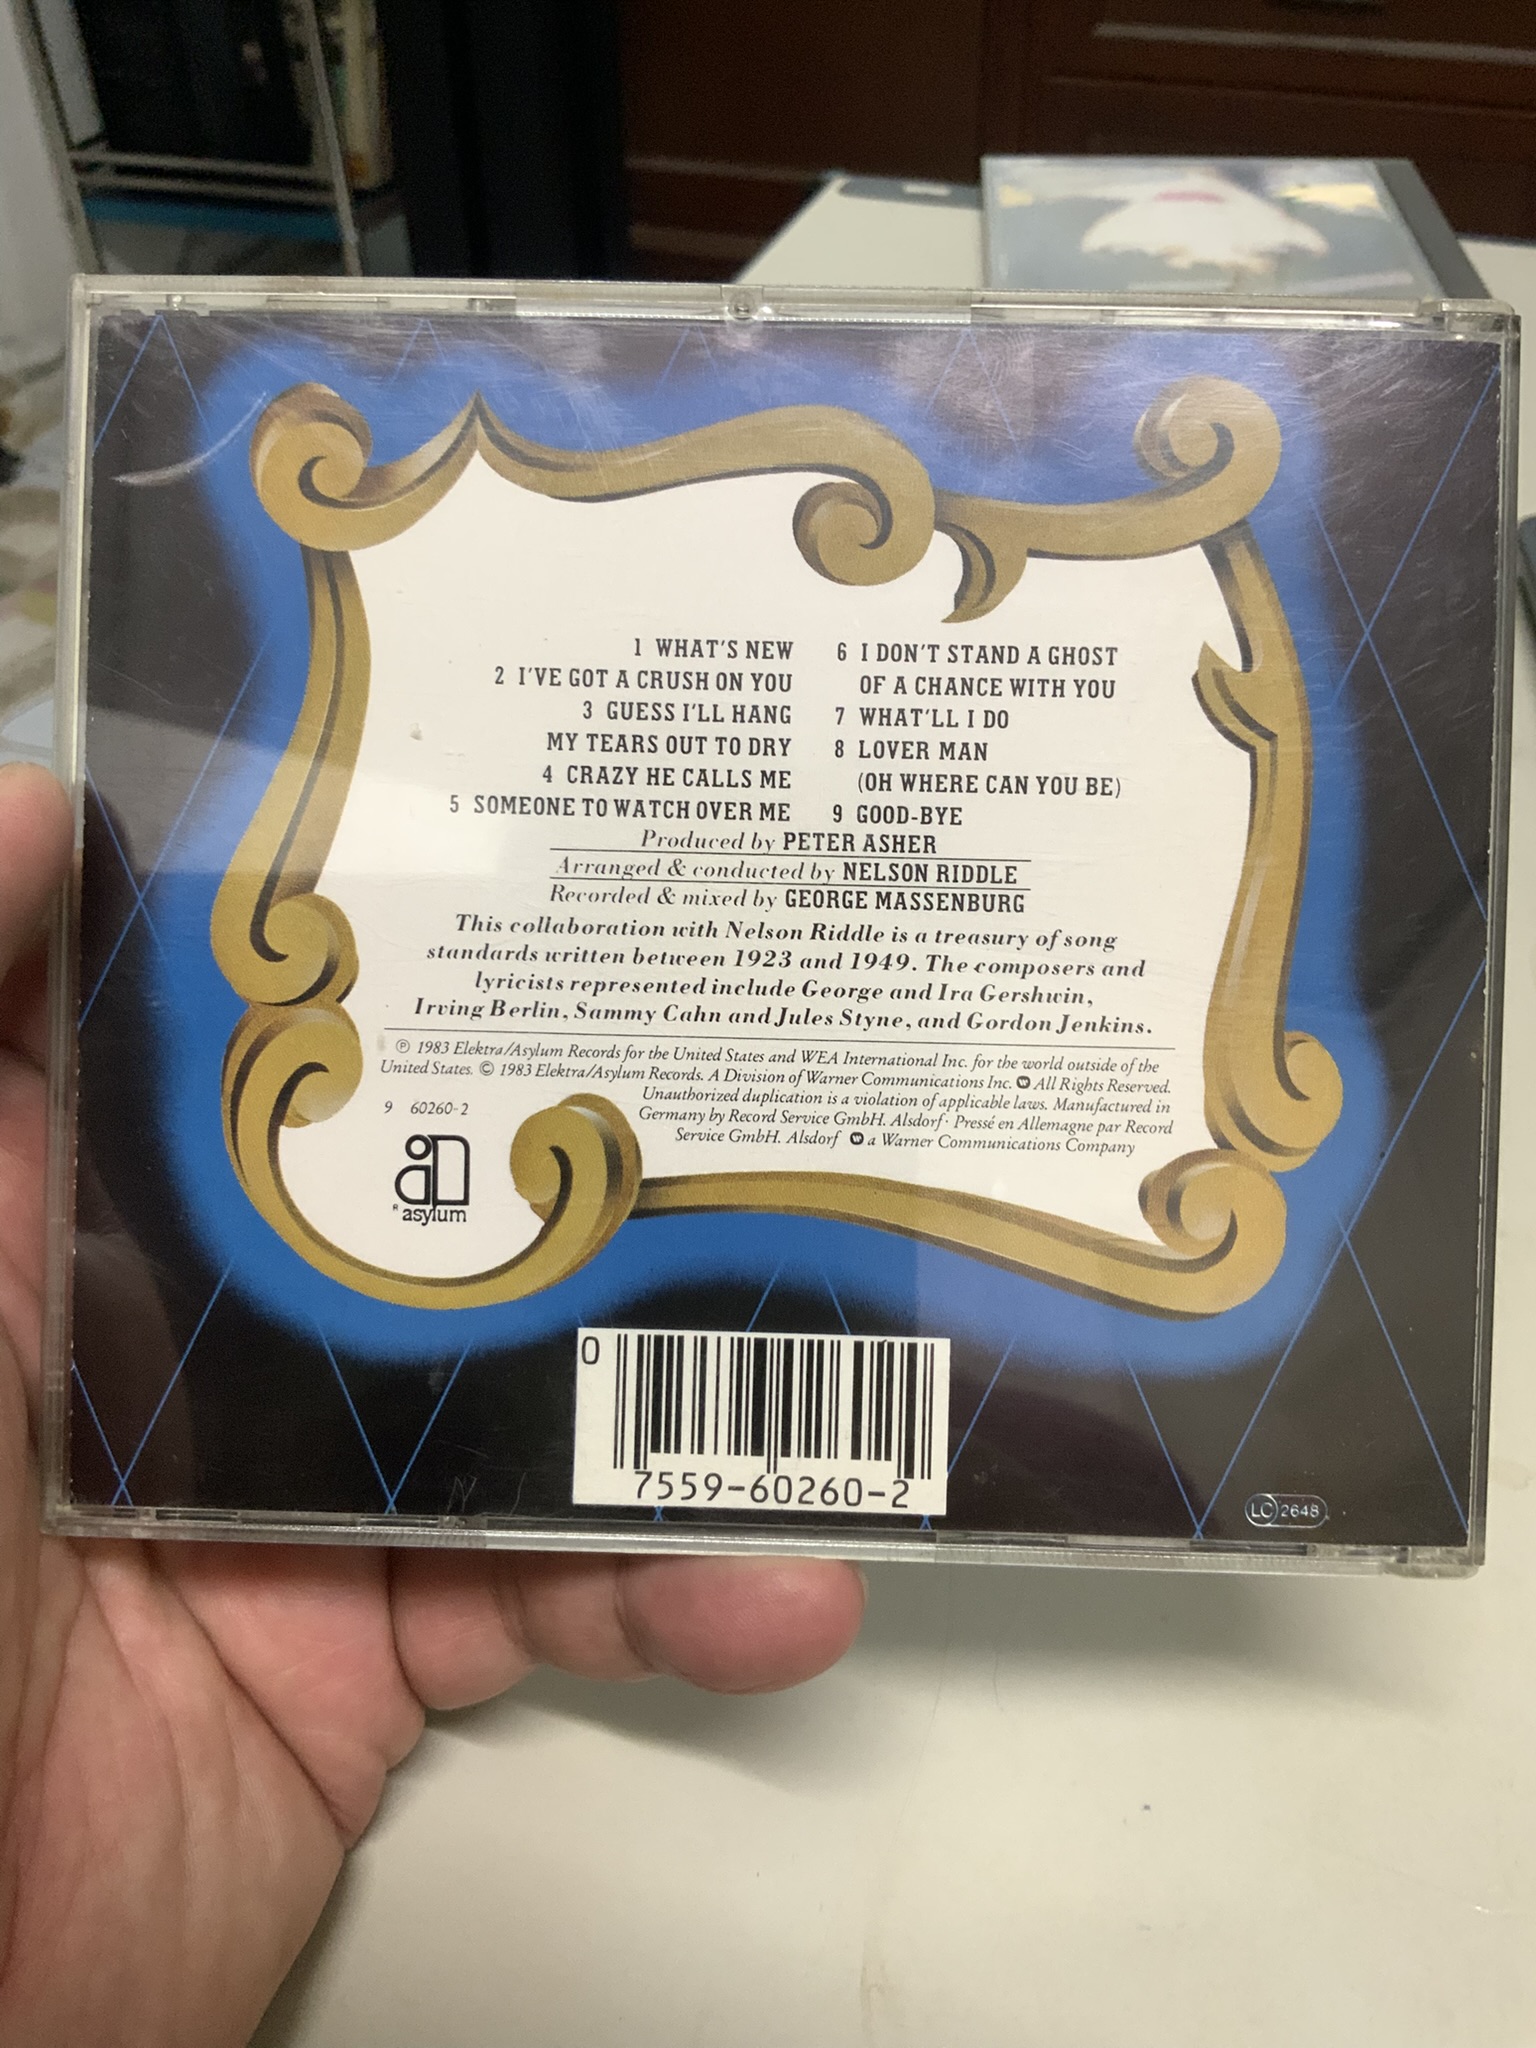 1 WHAT'S NEW
2 I'VE GOT A CRUSH ON YOU
3 GUESS I'LL HANG
MY TEARS OUT TO DRY
4 CRAZY HE CALLS ME
5 SOMEONE TO WATCH OVER ME
6 I DON'T STAND A GHOST
OF A CHANCE WITH YOU
7 WHAT'LL I DO
8 LOVER MAN
(OH WHERE CAN YOU BE)
9 GOOD-BYE
Produced by PETER ASHER
Arranged & conducted by NELSON RIDDLE
Recorded & mixed by GEORGE MASSENBURG
This collaboration with Nelson Riddle is a treasury of song
standards written between 1923 and 1949. The composers and
lyricists represented include George and Ira Gershwin,
Irving Berlin, Sammy Cahn and Jules Styne, and Gordon Jenkins.
℗ 1983 Elektra/Asylum Records for the United States and WEA International Inc. for the world outside of the
United States. © 1983 Elektra/Asylum Records. A Division of Warner Communications Inc. W All Rights Reserved.
Unauthorized duplication is a violation of applicable laws. Manufactured in
Germany by Record Service GmbH. Alsdorf · Pressé en Allemagne par Record
Service GmbH. Alsdorf W a Warner Communications Company
9 60260-2
® asylum
0
7559-60260-2
LC 2648